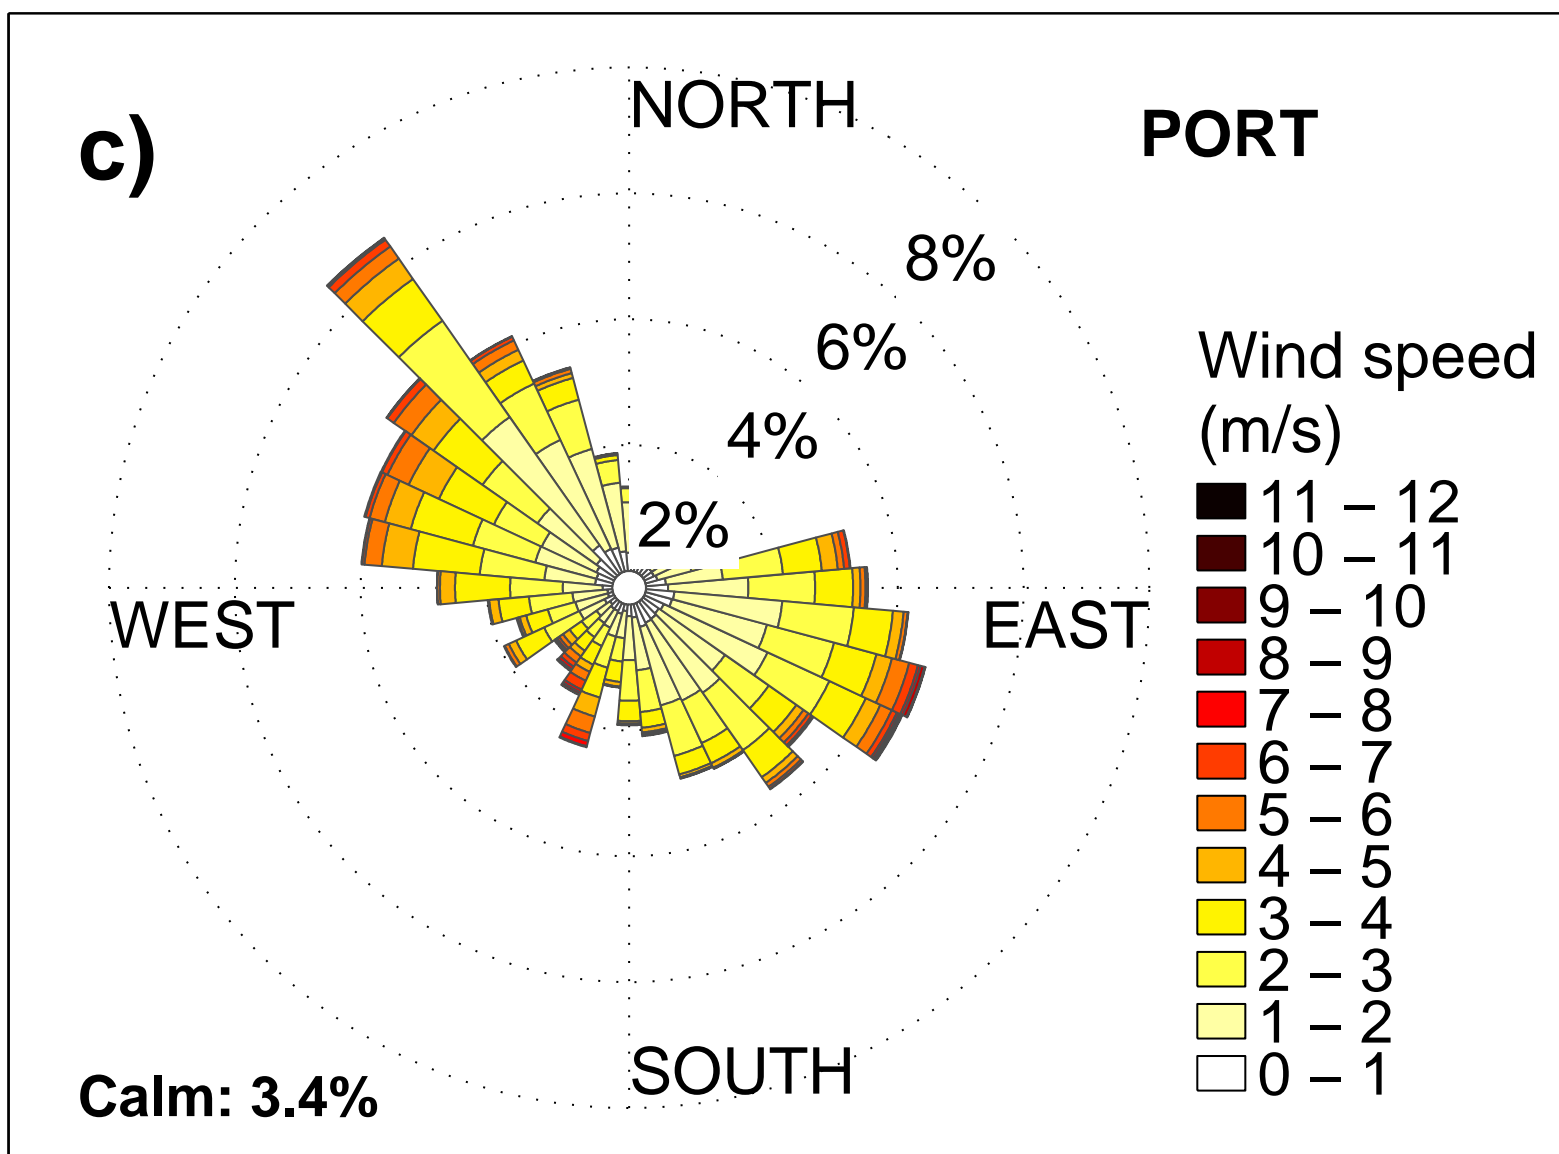 c)
NORTH
PORT
8%
6%
4%
2%
WEST
EAST
SOUTH
Calm: 3.4%
Wind speed
(m/s)
11 – 12
10 – 11
9 – 10
8 – 9
7 – 8
6 – 7
5 – 6
4 – 5
3 – 4
2 – 3
1 – 2
0 – 1